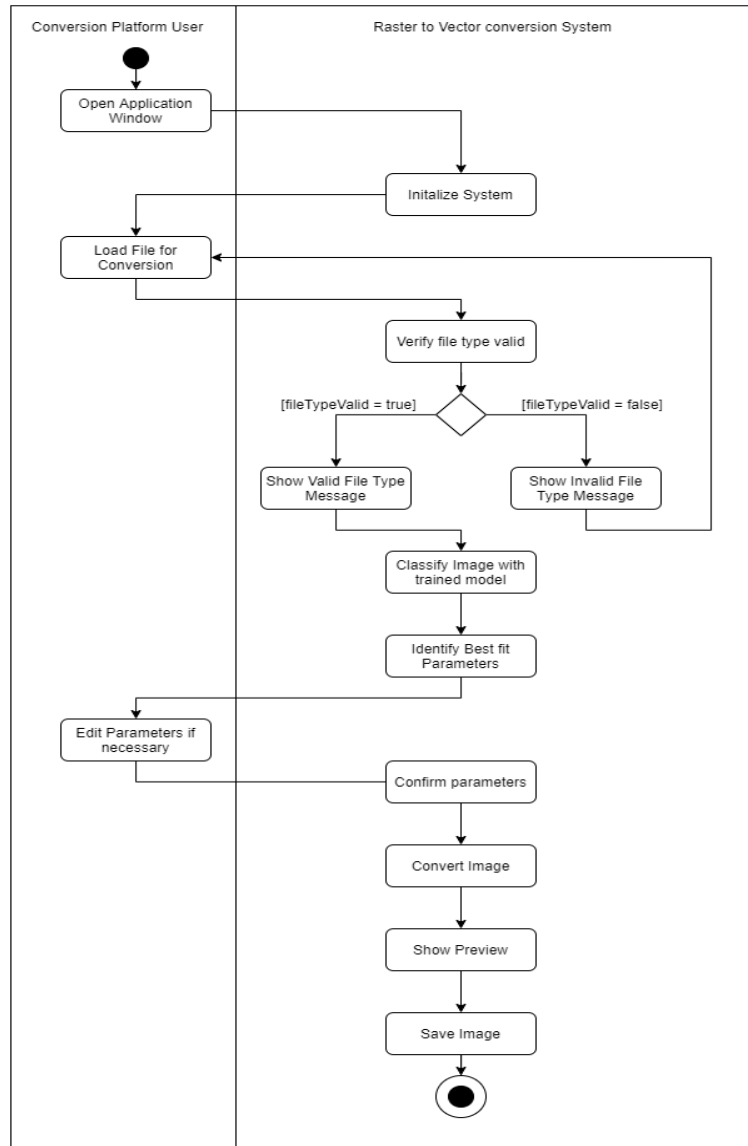 Conversion Platform User
Raster to Vector conversion System
Open Application
Window
Initalize System
Load File for
Conversion
Verify file type valid
[fileTypeValid = true]
[fileTypeValid = false]
Show Valid File Type
Message
Show Invalid File
Type Message
Classify Image with
trained model
Identify Best fit
Parameters
Edit Parameters if
necessary
Confirm parameters
Convert Image
Show Preview
Save Image